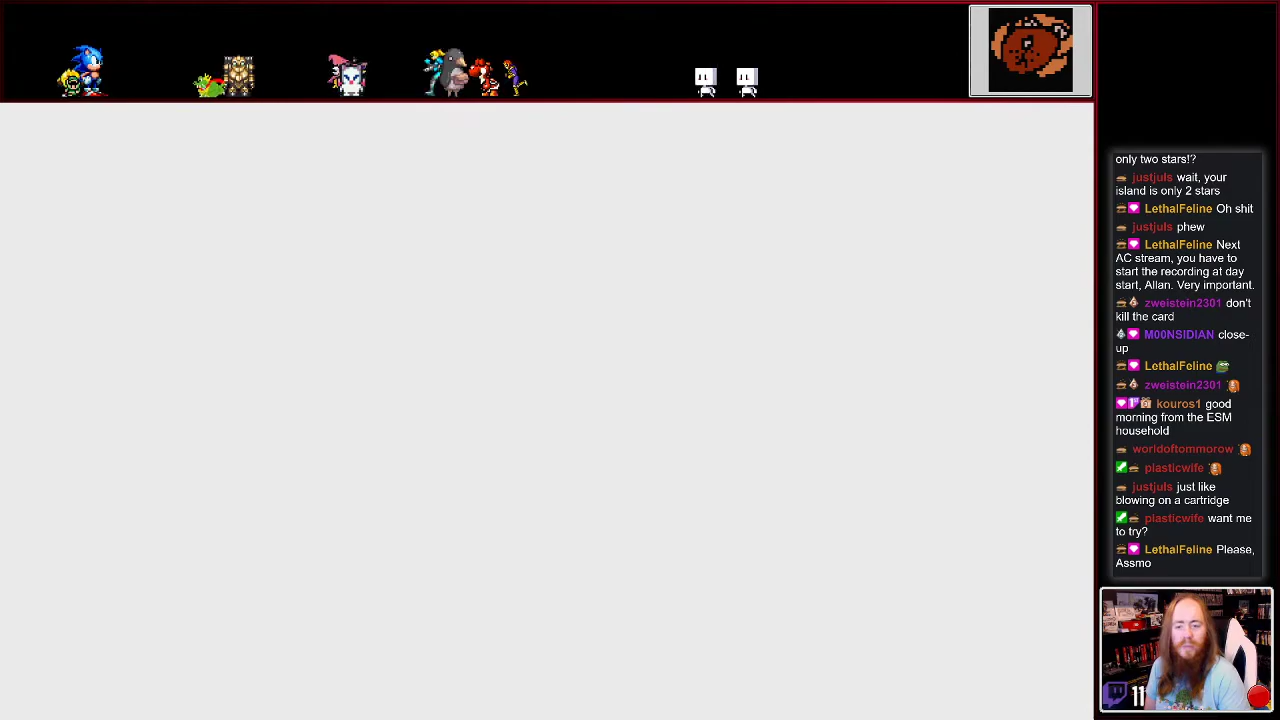 only two stars!?
justjuls wait, your
island is only 2 stars
LethalFeline Oh shit
justjuls phew
LethalFeline Next
AC stream, you have to
start the recording at day
start, Allan. Very important.
zweistein2301 don't
kill the card
M00NSIDIAN close-
up
LethalFeline
zweistein2301
kouros1 good
morning from the ESM
household
worldoftommorow
plasticwife
justjuls just like
blowing on a cartridge
plasticwife want me
to try?
LethalFeline Please,
Assmo